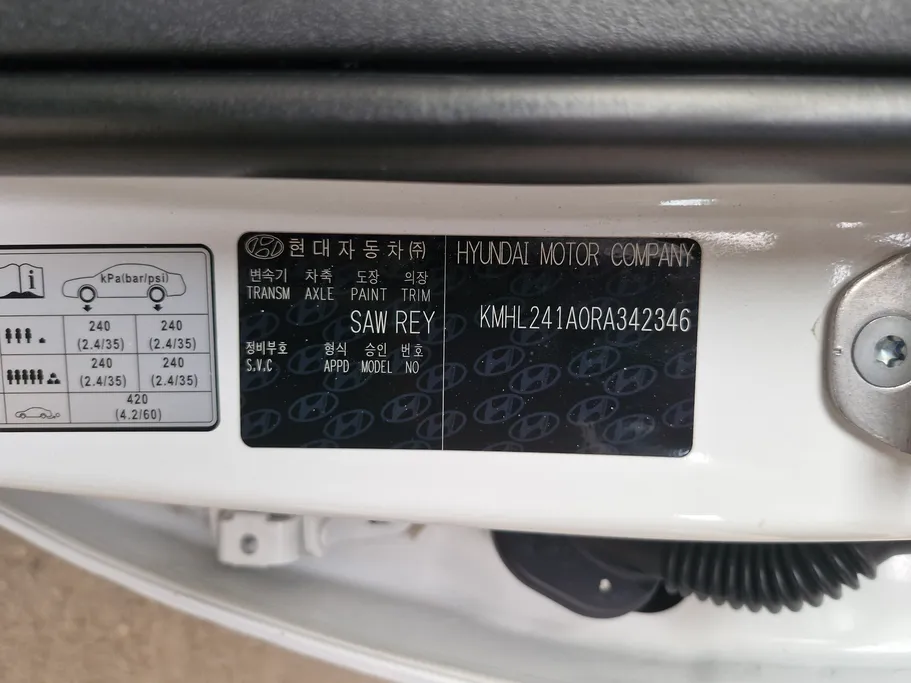 kPa(bar/psi)
240
(2.4/35)
240
(2.4/35)
240
(2.4/35)
240
(2.4/35)
420
(4.2/60)
현대자동차㈜
변속기 차축 도장 의장
TRANSM AXLE PAINT TRIM
SAW REY
정비부호 형식 승인 번호
S.V.C APPD MODEL NO
HYUNDAI MOTOR COMPANY
KMHL241A0RA342346